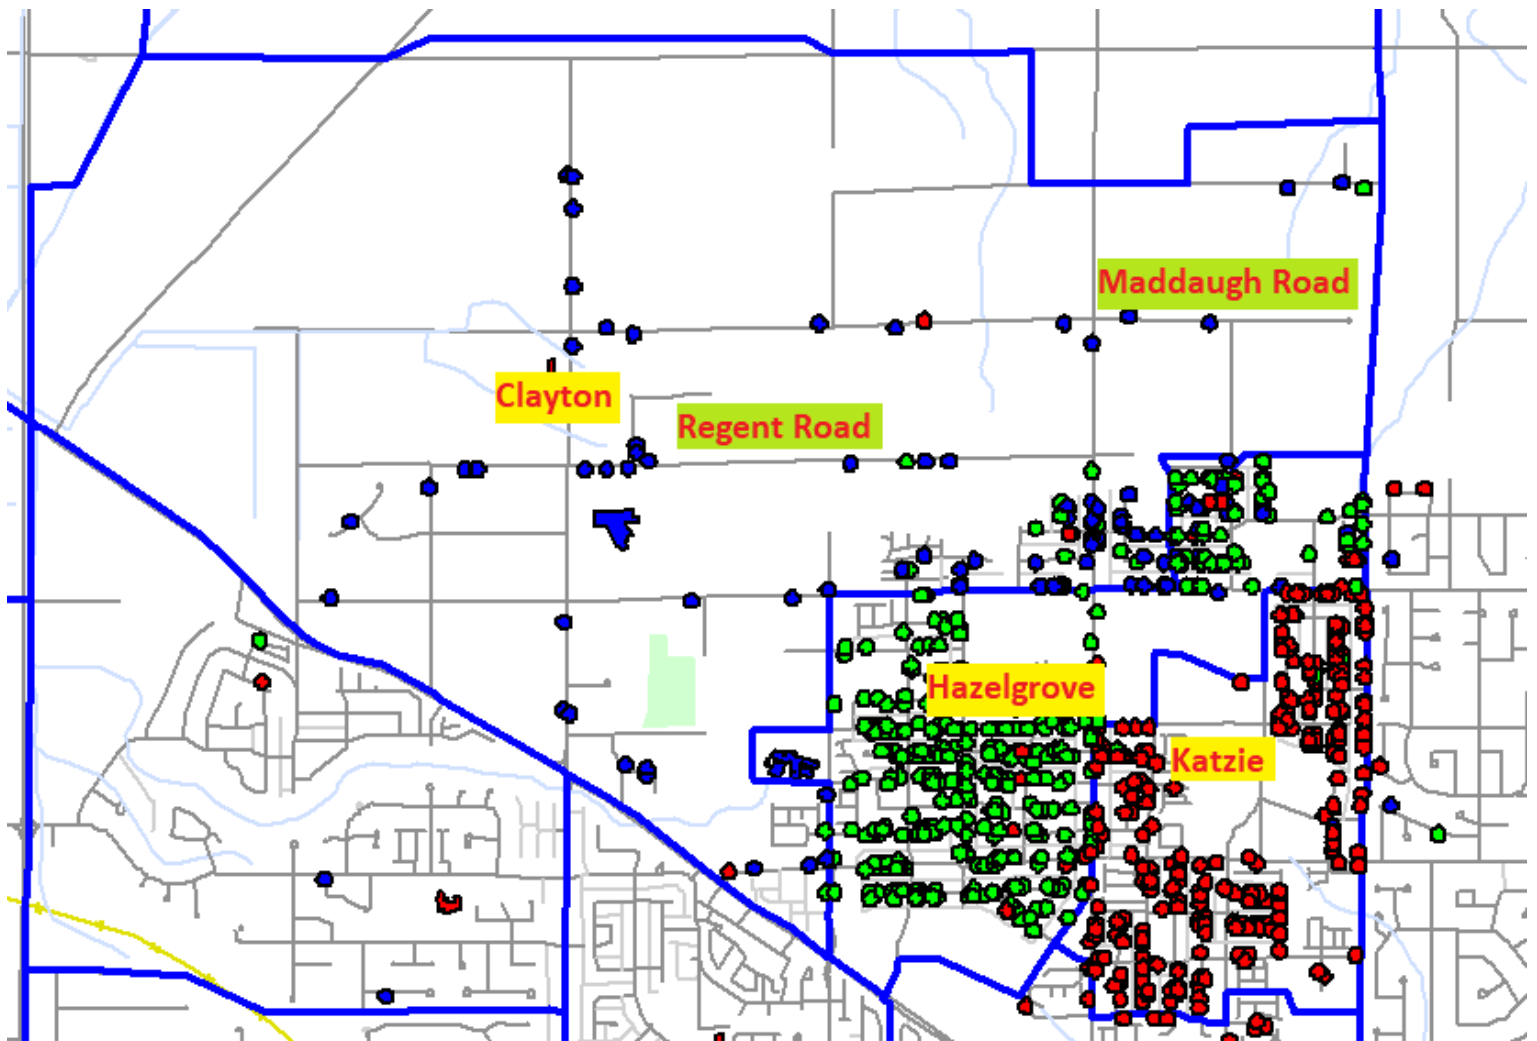 Maddaugh Road
Clayton
Regent Road
Hazelgrove
Katzie